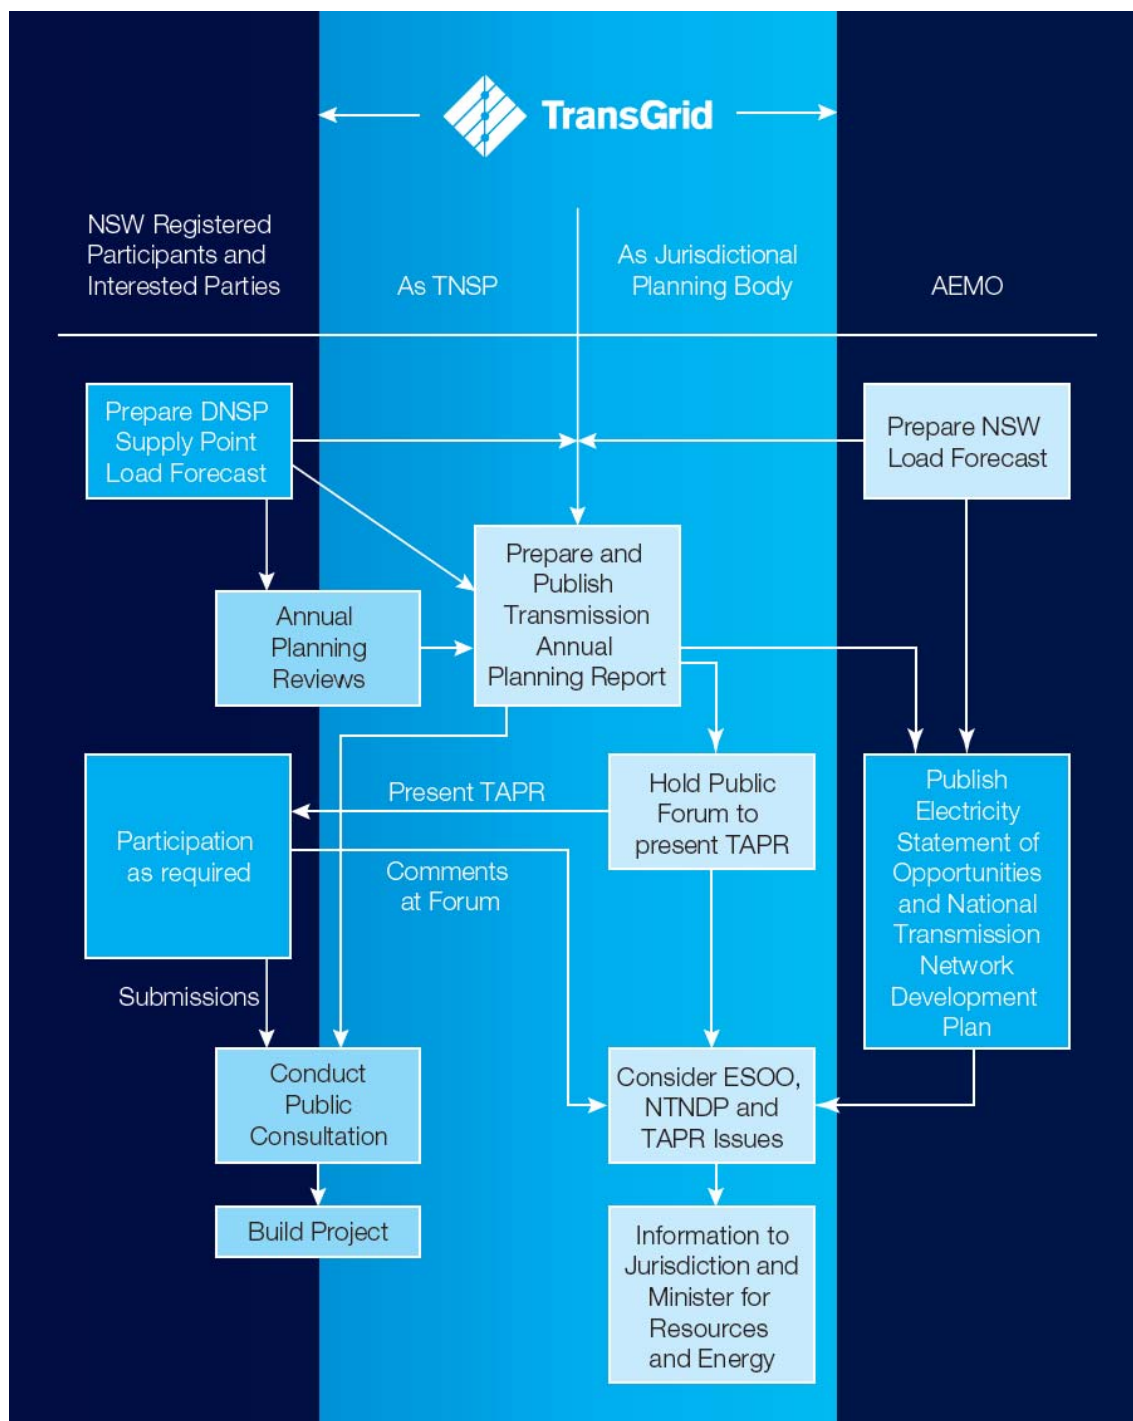 TransGrid
NSW Registered
Participants and
Interested Parties
As TNSP
As Jurisdictional
Planning Body
AEMO
Prepare DNSP
Supply Point
Load Forecast
Prepare NSW
Load Forecast
Prepare and
Publish
Transmission
Annual
Planning Report
Annual
Planning
Reviews
Present TAPR
Hold Public
Forum to
present TAPR
Participation
as required
Comments
at Forum
Publish
Electricity
Statement of
Opportunities
and National
Transmission
Network
Development
Plan
Submissions
Conduct
Public
Consultation
Consider ESOO,
NTNDP and
TAPR Issues
Build Project
Information to
Jurisdiction and
Minister for
Resources
and Energy